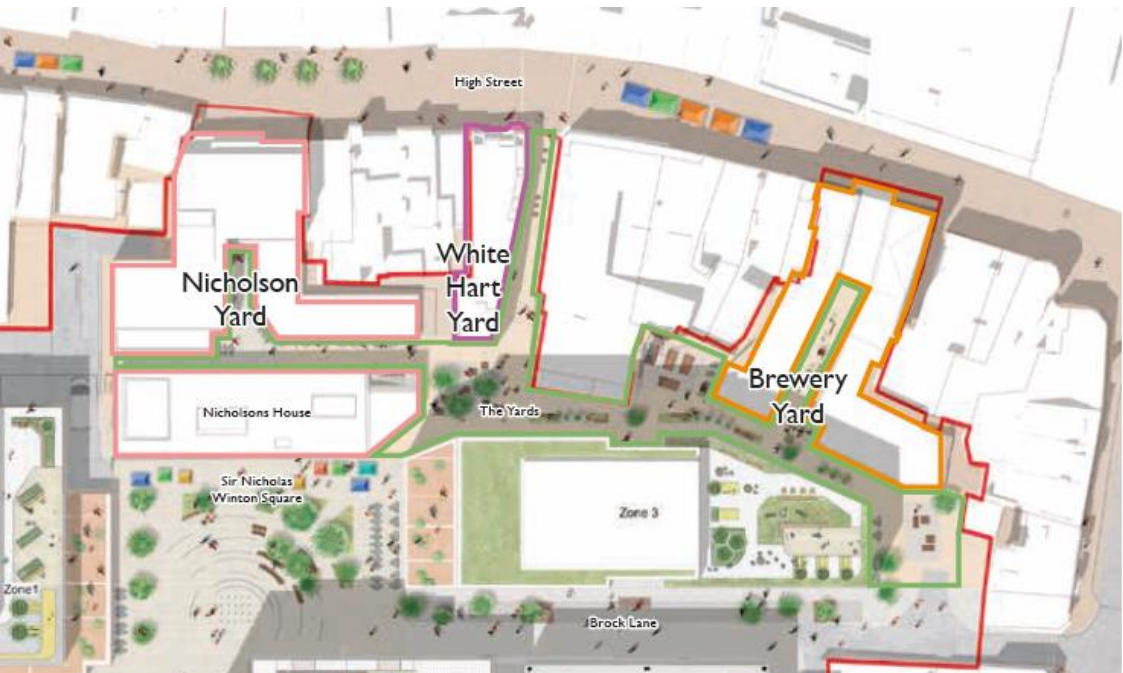 High Street
White
Hart
Yard
Nicholson
Yard
Brewery
Yard
Nicholsons House
The Yards
Sir Nicholas
Winton Square
Zone 3
Zone1
Brock Lane